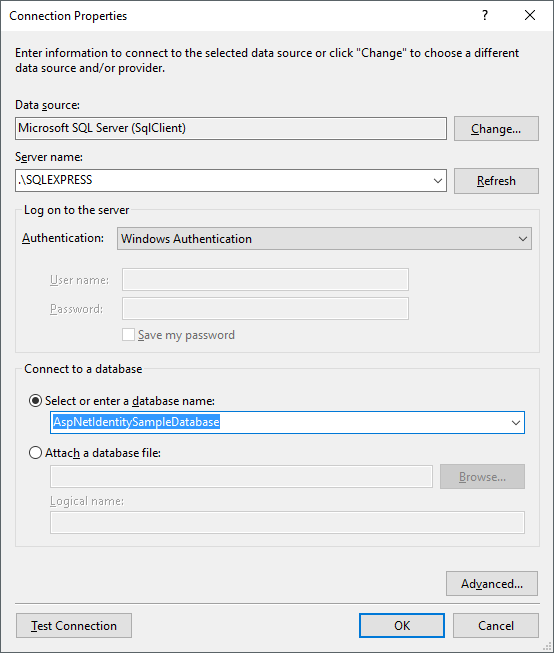 Connection Properties
?
Enter information to connect to the selected data source or click "Change" to choose a different
data source and/or provider.
Data source:
Microsoft SQL Server (SqlClient)
Change...
Server name:
.\SQLEXPRESS
Refresh
Log on to the server
Authentication:
Windows Authentication
User name:
Password:
Save my password
Connect to a database
Select or enter a database name:
AspNetIdentitySampleDatabase
Attach a database file:
Browse...
Logical name:
Advanced...
Test Connection
OK
Cancel